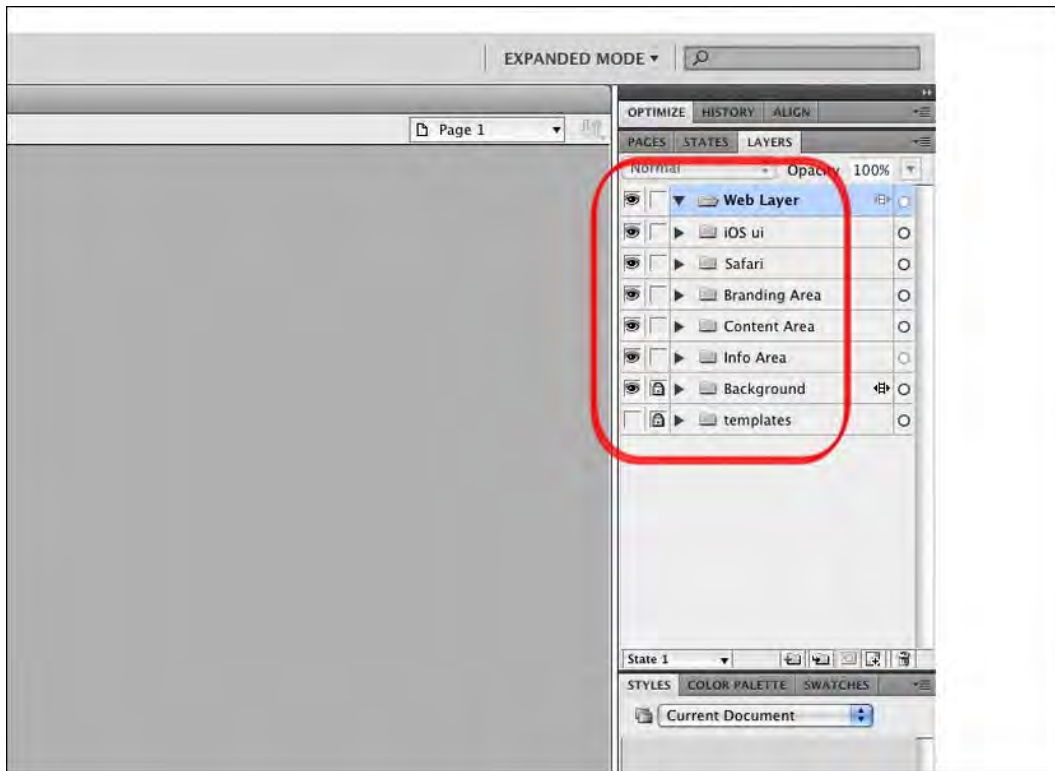 EXPANDED MODE
OPTIMIZE HISTORY ALIGN
Page 1
PAGES STATES LAYERS
Normal Opacity 100%
Web Layer
iOS ui
Safari
Branding Area
Content Area
Info Area
Background
templates
State 1
STYLES COLOR PALETTE SWATCHES
Current Document